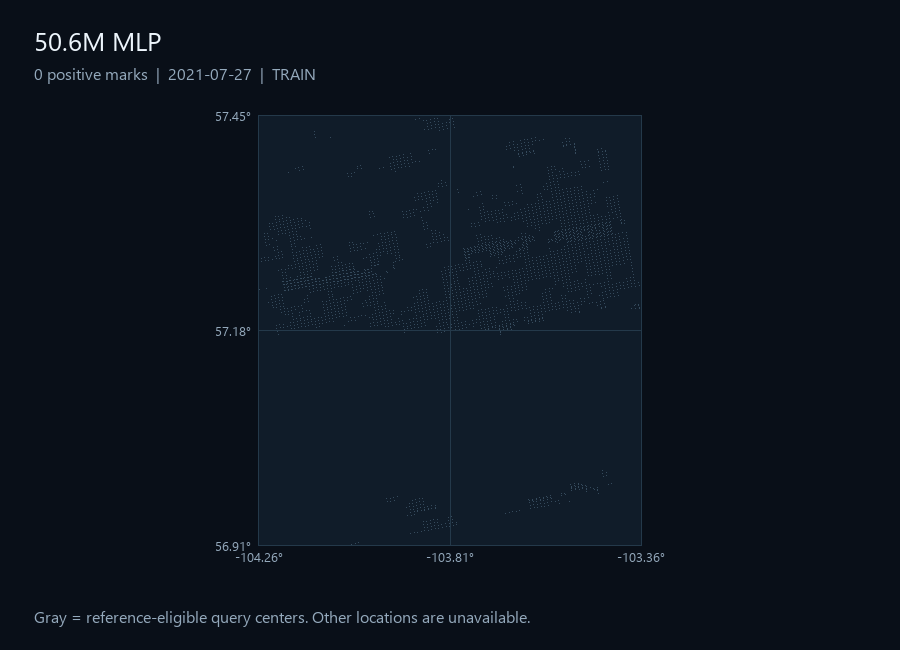 50.6M MLP
0 positive marks | 2021-07-27 | TRAIN
57.45°
57.18°
56.91°
-104.26°
-103.81°
-103.36°
Gray = reference-eligible query centers. Other locations are unavailable.